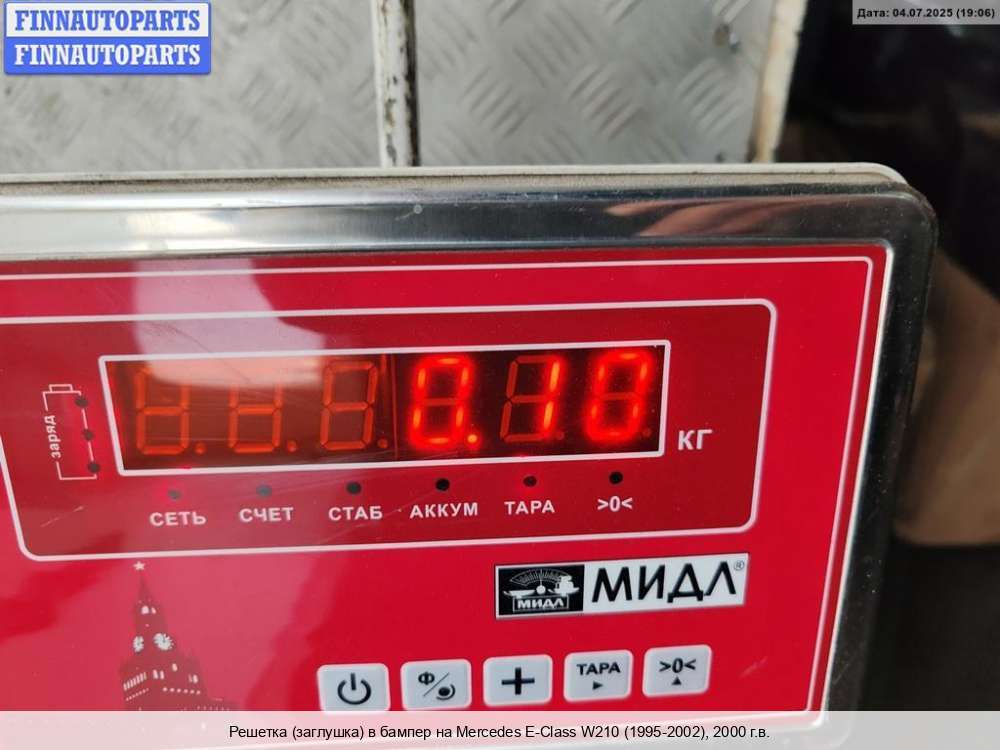 FINNAUTOPARTS
FINNAUTOPARTS
Дата: 04.07.2025 (19:06)
заряд
0.10
КГ
СЕТЬ СЧЕТ СТАБ АККУМ ТАРА >0<
МИДЛ МИДЛ®
Ф/ + ТАРА >0<
Решетка (заглушка) в бампер на Mercedes E-Class W210 (1995-2002), 2000 г.в.